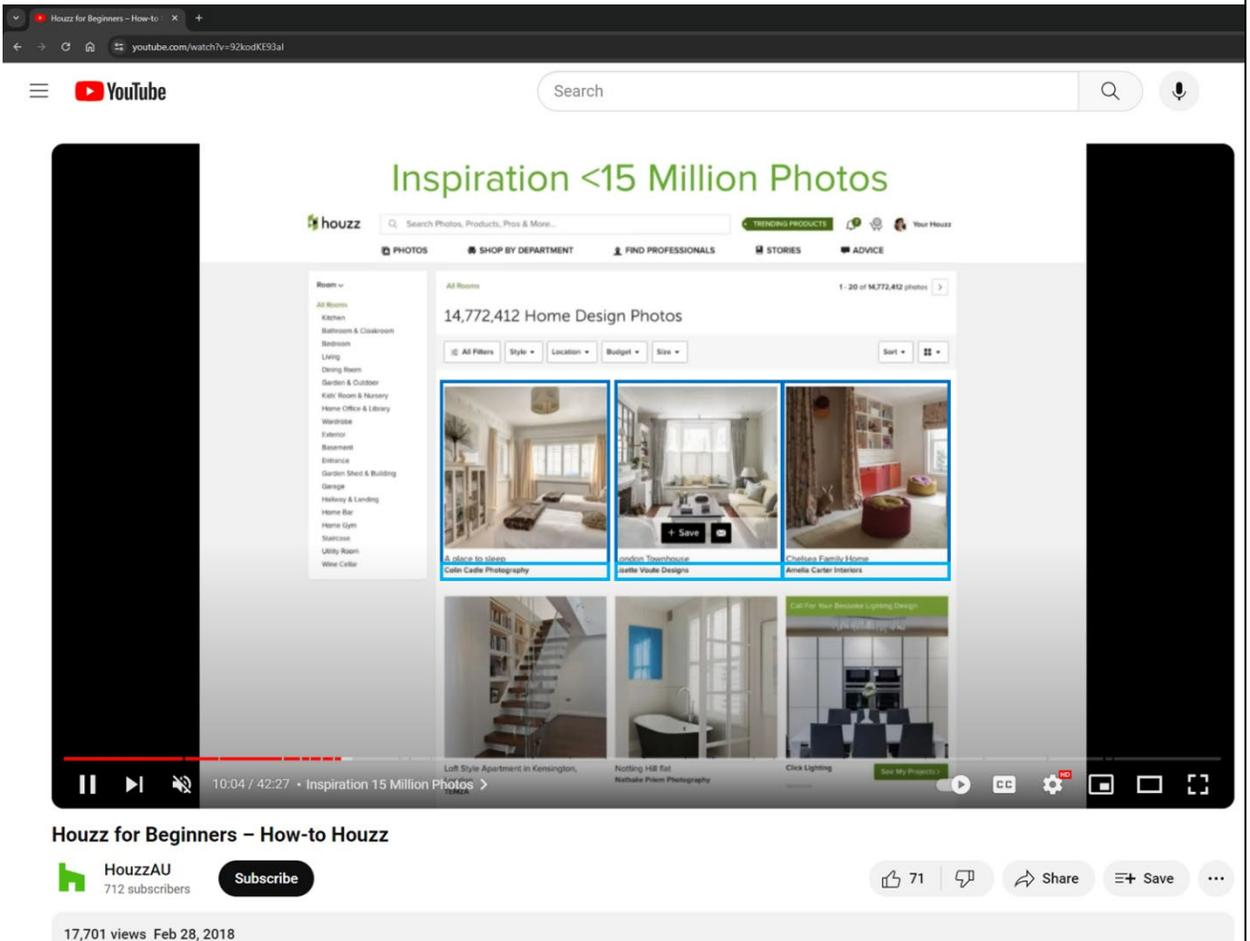 Houzz for Beginners – How-to
youtube.com/watch?v=92kodKE93aI
YouTube
Search
Inspiration <15 Million Photos
houzz
Search Photos, Products, Pros & More...
TRENDING PRODUCTS
Your Houzz
PHOTOS
SHOP BY DEPARTMENT
FIND PROFESSIONALS
STORIES
ADVICE
Room
All Rooms
Kitchen
Bathroom & Cloakroom
Bedroom
Living
Dining Room
Garden & Outdoor
Kids' Room & Nursery
Home Office & Library
Wardrobe
Exterior
Basement
Entrance
Garden Shed & Building
Garage
Hallway & Landing
Home Bar
Home Gym
Staircase
Utility Room
Wine Cellar
All Rooms
1 - 20 of 14,772,412 photos
14,772,412 Home Design Photos
All Filters
Style
Location
Budget
Size
Sort
+ Save
A place to sleep
Colin Cadle Photography
London Townhouse
Lisette Voute Designs
Chelsea Family Home
Amelia Carter Interiors
Call For Your Bespoke Lighting Design
Loft Style Apartment in Kensington,
Notting Hill flat
Nathalie Priem Photography
Click Lighting
See My Projects
10:04 / 42:27 • Inspiration 15 Million Photos
CC
HD
Houzz for Beginners – How-to Houzz
HouzzAU
712 subscribers
Subscribe
71
Share
Save
17,701 views Feb 28, 2018